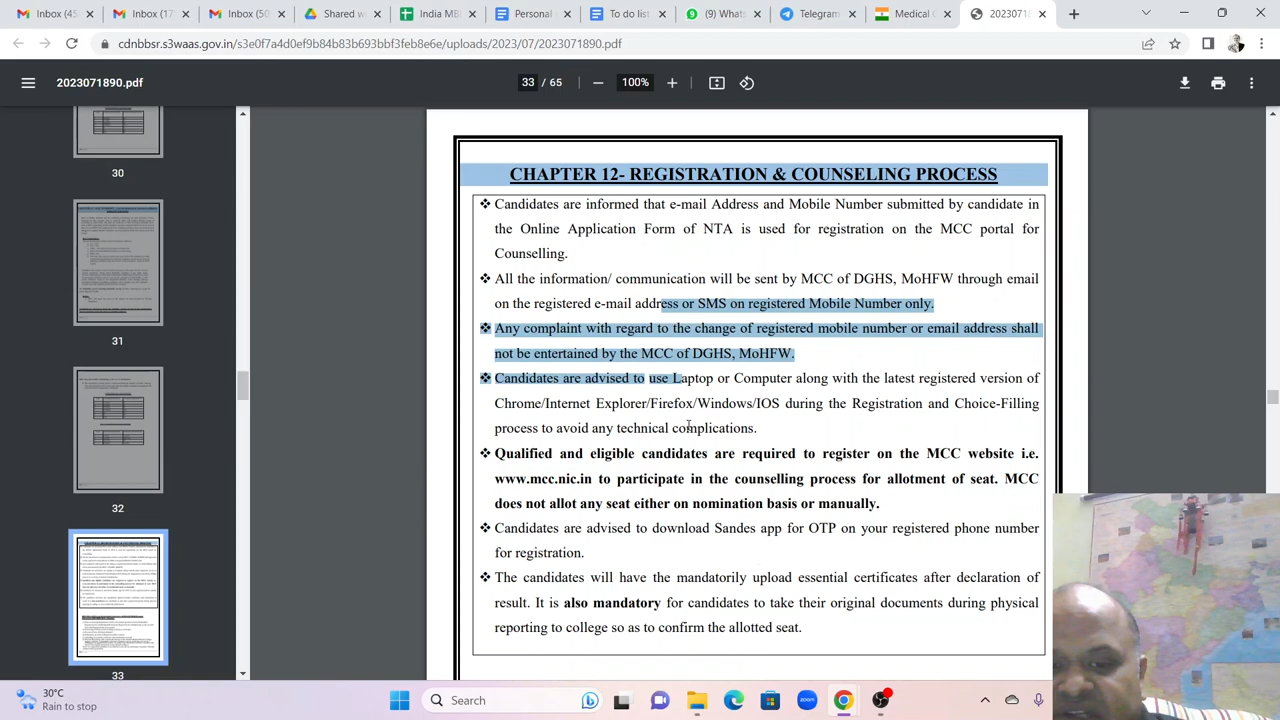 Inbox (45
Inbox (17
Inbox (50
Shared w
India MB
Personal
To do list
(9) Whats
Telegram
Medical C
2023071
cdnbbsr.s3waas.gov.in/s3e0f7a4d0ef9b84b83b693bbf3feb8e6e/uploads/2023/07/2023071890.pdf
2023071890.pdf
33 / 65
100%
30
31
32
33
CHAPTER 12- REGISTRATION & COUNSELING PROCESS
❖ Candidates are informed that e-mail Address and Mobile Number submitted by candidate in
the Online Application Form of NTA is used for registration on the MCC portal for
Counseling.
❖ All information/ communication will be sent by MCC of DGHS, MoHFW through email
on the registered e-mail address or SMS on registered Mobile Number only.
❖ Any complaint with regard to the change of registered mobile number or email address shall
not be entertained by the MCC of DGHS, MoHFW.
❖ Candidates are advised to use Laptop or Computer along with the latest registered version of
Chrome/Internet Explorer/Firefox/Windows/IOS during the Registration and Choice-Filling
process to avoid any technical complications.
❖ Qualified and eligible candidates are required to register on the MCC website i.e.
www.mcc.nic.in to participate in the counselling process for allotment of seat. MCC
does not allot any seat either on nomination basis or manually.
❖ Candidates are advised to download Sandes app for OTP on your registered phone number
for registration.
❖ The candidates will have the mandatorily upload essential certificates after declaration of
result. It is also mandatory for candidates to take their original documents during physical
reporting to college so as to confirm the allotted seat.
30°C
Rain to stop
Search
zoom